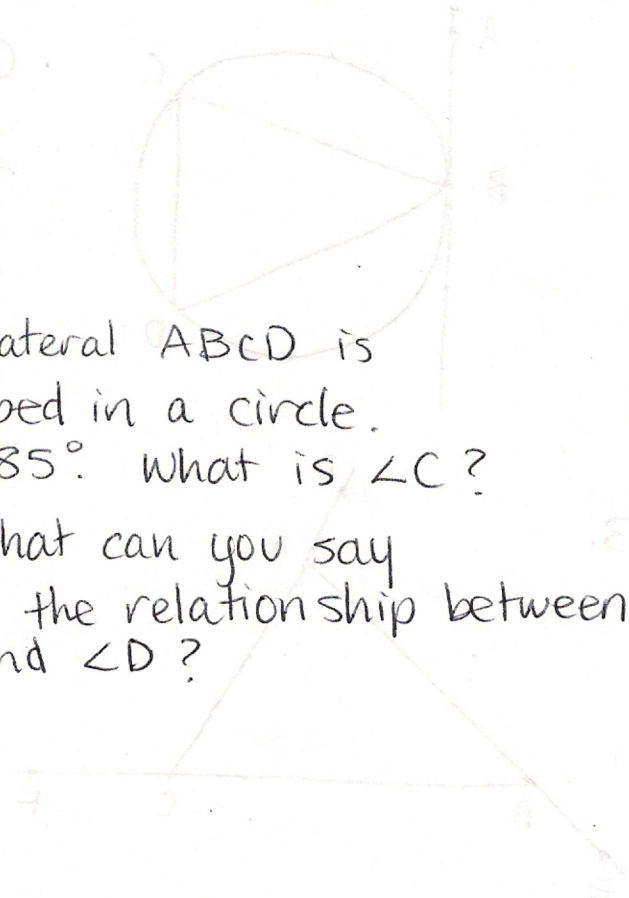 ateral ABCD is
bed in a circle.
85°. What is ∠C?
hat can you say
the relationship between
nd ∠D?